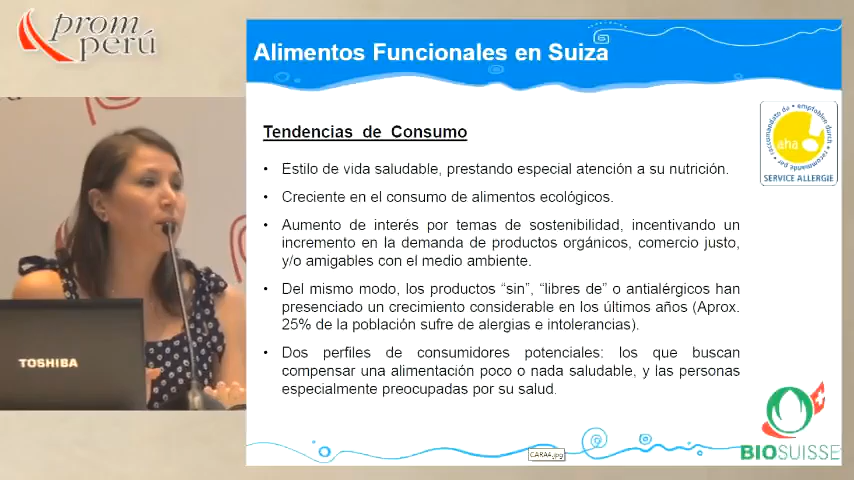 prom
perú
Alimentos Funcionales en Suiza
Tendencias de Consumo
• Estilo de vida saludable, prestando especial atención a su nutrición.
• Creciente en el consumo de alimentos ecológicos.
• Aumento de interés por temas de sostenibilidad, incentivando un
incremento en la demanda de productos orgánicos, comercio justo,
y/o amigables con el medio ambiente.
• Del mismo modo, los productos “sin”, “libres de” o antialérgicos han
presenciado un crecimiento considerable en los últimos años (Aprox.
25% de la población sufre de alergias e intolerancias).
• Dos perfiles de consumidores potenciales: los que buscan
compensar una alimentación poco o nada saludable, y las personas
especialmente preocupadas por su salud.
aha
SERVICE ALLERGIE
TOSHIBA
CARA4.jpg
BIOSUISSE